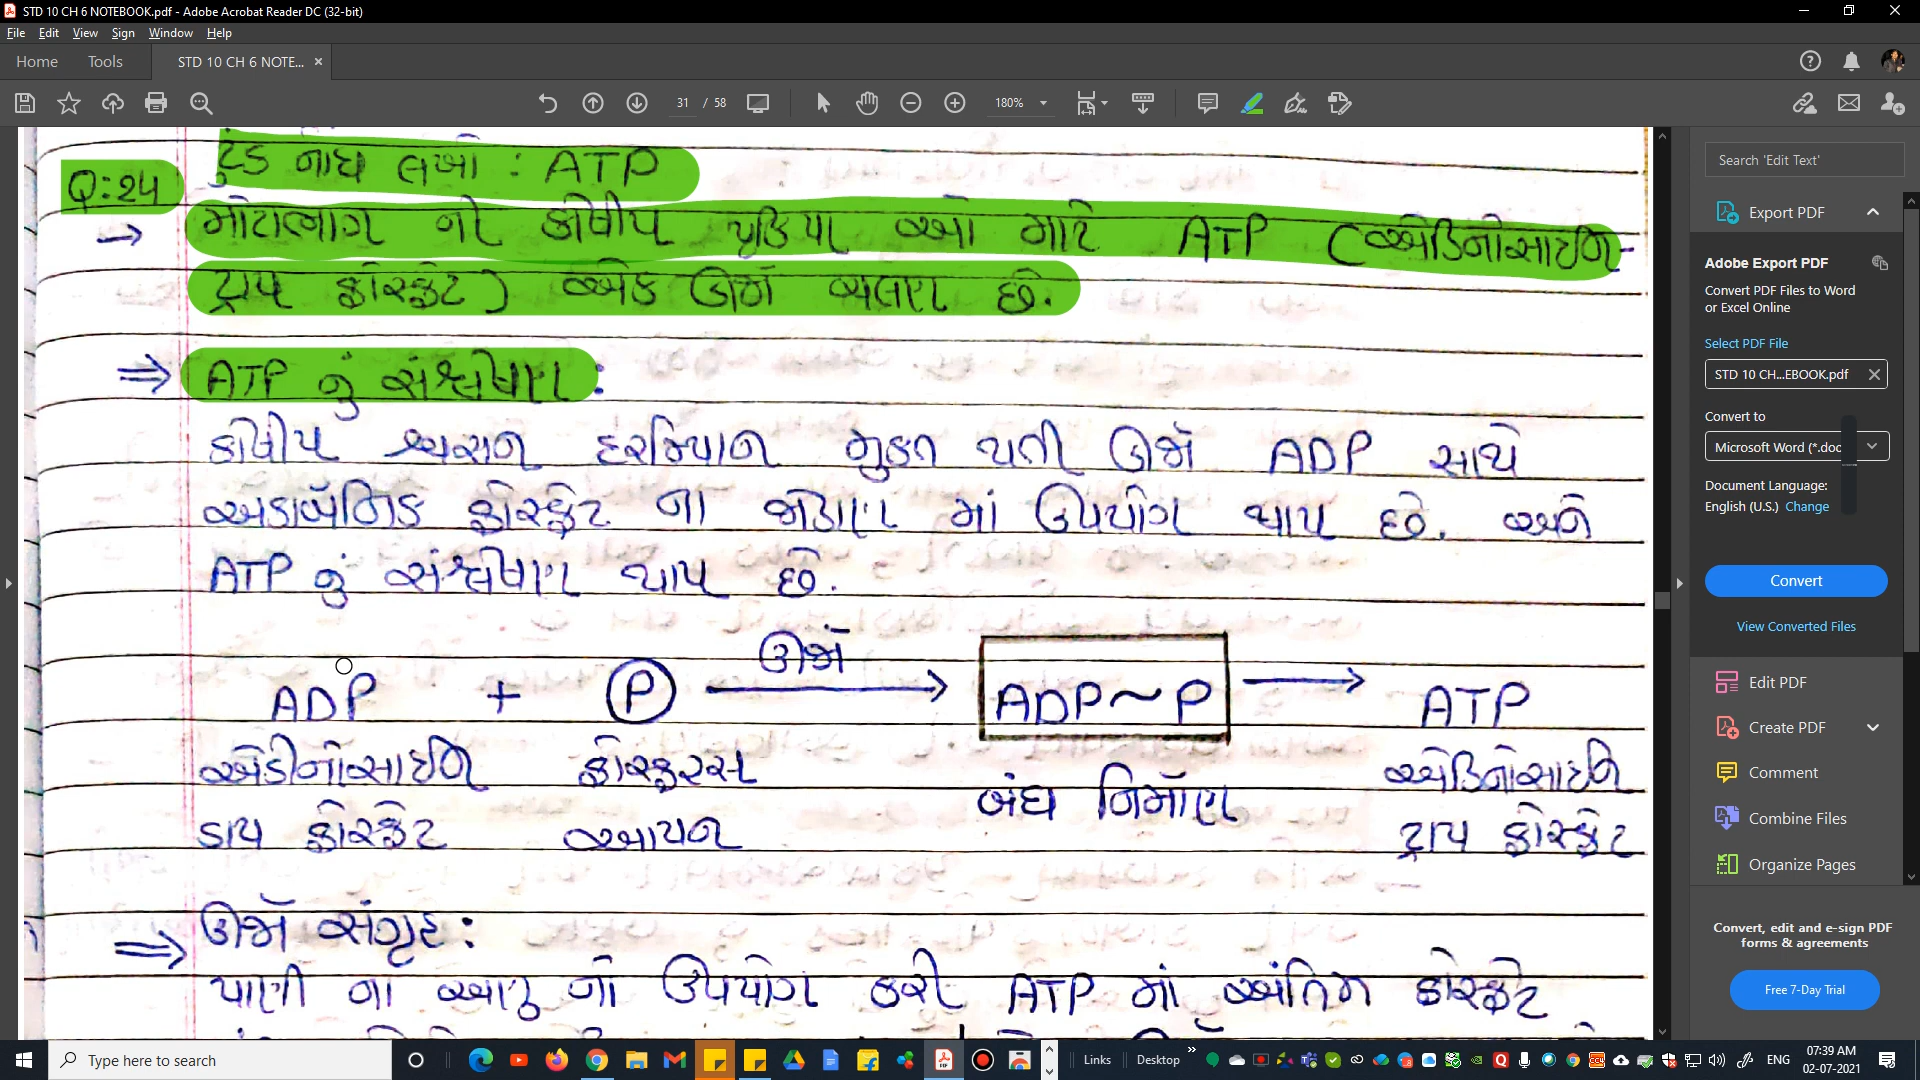 STD 10 CH 6 NOTEBOOK.pdf - Adobe Acrobat Reader DC (32-bit)
File Edit View Sign Window Help
Home Tools STD 10 CH 6 NOTE... ×
31 / 58 180%
Q:24 ટુંક નોંધ લખો : ATP
→ મોટાભાગ ની કોષીય પ્રક્રિયા ઓ માટે ATP (એડિનોસાઈન-
ટ્રાય ફોસ્ફેટ) એક ઊર્જા ચલણ છે.
⇒ ATP નું સંશ્લેષણ :
કોષીય શ્વસન દરમિયાન મુક્ત થતી ઊર્જા ADP સાથે
અકાર્બનિક ફોસ્ફેટ ના જોડાણ માં ઉપયોગ થાય છે. અને
ATP નું સંશ્લેષણ થાય છે.
ઊર્જા
ADP + P → ADP~P → ATP
એડીનોસાઈન ફોસ્ફરસ બંધ નિર્માણ એડિનોસાઈન
ડાય ફોસ્ફેટ આયન ટ્રાય ફોસ્ફેટ
⇒ ઊર્જા સંગ્રહ :
પાણી ના અણુ નો ઉપયોગ કરી ATP માં અંતિમ ફોસ્ફેટ
Search 'Edit Text'
Export PDF
Adobe Export PDF
Convert PDF Files to Word
or Excel Online
Select PDF File
STD 10 CH...EBOOK.pdf
Convert to
Microsoft Word (*.doc
Document Language:
English (U.S.) Change
Convert
View Converted Files
Edit PDF
Create PDF
Comment
Combine Files
Organize Pages
Convert, edit and e-sign PDF
forms & agreements
Free 7-Day Trial
Type here to search
Links Desktop » ENG 07:39 AM
02-07-2021